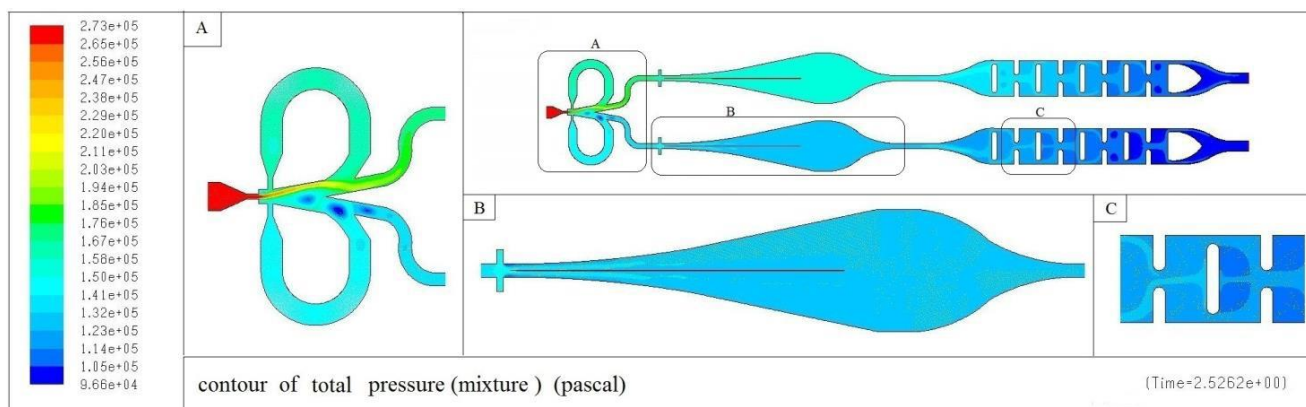 2.73e+05
2.65e+05
2.56e+05
2.47e+05
2.38e+05
2.29e+05
2.20e+05
2.11e+05
2.03e+05
1.94e+05
1.85e+05
1.76e+05
1.67e+05
1.58e+05
1.50e+05
1.41e+05
1.32e+05
1.23e+05
1.14e+05
1.05e+05
9.66e+04
A
A
B
C
B
C
contour of total pressure (mixture ) (pascal)
(Time=2.5262e+00)